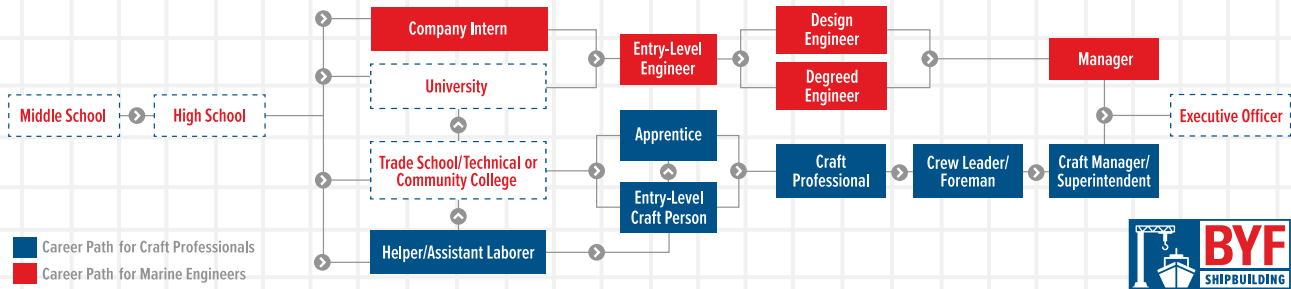 Middle School
High School
Company Intern
University
Trade School/Technical or
Community College
Helper/Assistant Laborer
Entry-Level
Engineer
Apprentice
Entry-Level
Craft Person
Design
Engineer
Degreed
Engineer
Craft
Professional
Crew Leader/
Foreman
Manager
Craft Manager/
Superintendent
Executive Officer
Career Path for Craft Professionals
Career Path for Marine Engineers
BYF
SHIPBUILDING